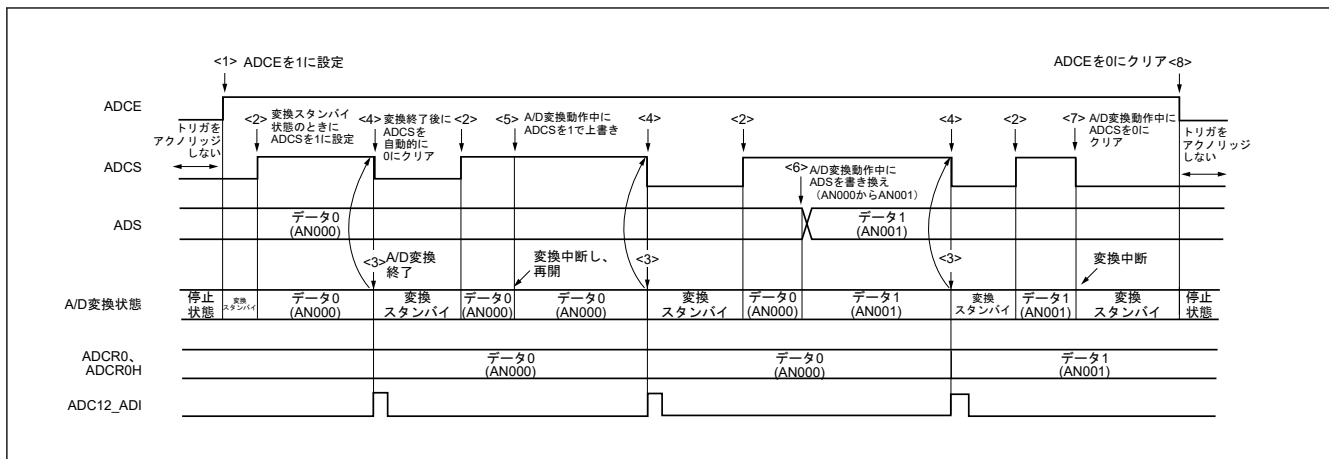 <1> ADCEを1に設定
ADCEを0にクリア<8>
ADCE
トリガを
アクノリッジ
しない
<2> 変換スタンバイ
状態のときに
ADCSを1に設定
<4> 変換終了後に
ADCSを
自動的に
0にクリア
<2>
<5> A/D変換動作中に
ADCSを1で上書き
<4>
<2>
<4>
<2>
<7> A/D変換動作中に
ADCSを0に
クリア
トリガを
アクノリッジ
しない
ADCS
<6> A/D変換動作中に
ADSを書き換え
(AN000からAN001)
ADS
データ0
(AN000)
データ1
(AN001)
<3> A/D変換
終了
変換中断し、
再開
<3>
<3>
変換中断
A/D変換状態
停止
状態
変換
スタンバイ
データ0
(AN000)
変換
スタンバイ
データ0
(AN000)
データ0
(AN000)
変換
スタンバイ
データ0
(AN000)
データ1
(AN001)
変換
スタンバイ
データ1
(AN001)
変換
スタンバイ
停止
状態
ADCR0、
ADCR0H
データ0
(AN000)
データ0
(AN000)
データ1
(AN001)
ADC12_ADI